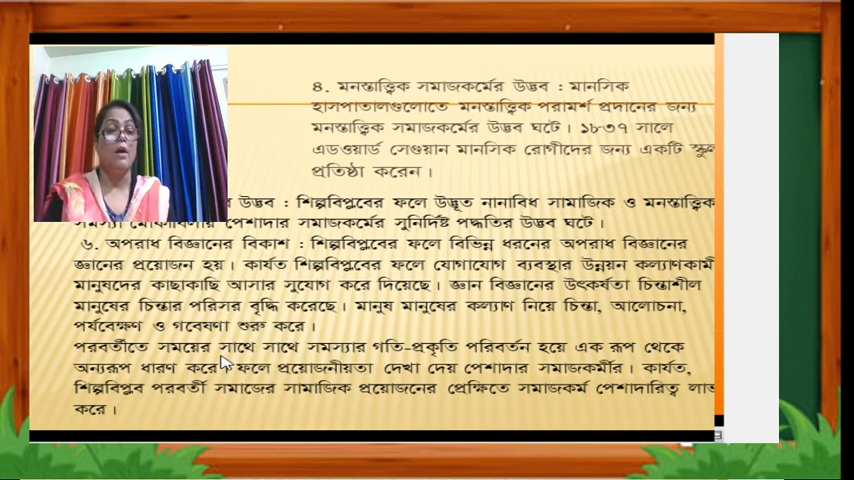 ৪. মনস্তাত্ত্বিক সমাজকর্মের উদ্ভব : মানসিক
হাসপাতালগুলোতে মনস্তাত্ত্বিক পরামর্শ প্রদানের জন্য
মনস্তাত্ত্বিক সমাজকর্মের উদ্ভব ঘটে। ১৮৩৭ সালে
এডওয়ার্ড সেগুয়ান মানসিক রোগীদের জন্য একটি স্কুল
প্রতিষ্ঠা করেন।
উদ্ভব : শিল্পবিপ্লবের ফলে উদ্ভূত নানাবিধ সামাজিক ও মনস্তাত্ত্বিক
সমস্যা মোকাবিলায় পেশাদার সমাজকর্মের সুনির্দিষ্ট পদ্ধতির উদ্ভব ঘটে।
৬. অপরাধ বিজ্ঞানের বিকাশ : শিল্পবিপ্লবের ফলে বিভিন্ন ধরনের অপরাধ বিজ্ঞানের
জ্ঞানের প্রয়োজন হয়। কার্যত শিল্পবিপ্লবের ফলে যোগাযোগ ব্যবস্থার উন্নয়ন কল্যাণকামী
মানুষদের কাছাকাছি আসার সুযোগ করে দিয়েছে। জ্ঞান বিজ্ঞানের উৎকর্ষতা চিন্তাশীল
মানুষের চিন্তার পরিসর বৃদ্ধি করেছে। মানুষ মানুষের কল্যাণ নিয়ে চিন্তা, আলোচনা,
পর্যবেক্ষণ ও গবেষণা শুরু করে।
পরবর্তীতে সময়ের সাথে সাথে সমস্যার গতি-প্রকৃতি পরিবর্তন হয়ে এক রূপ থেকে
অন্যরূপ ধারণ করে। ফলে প্রয়োজনীয়তা দেখা দেয় পেশাদার সমাজকর্মীর। কার্যত,
শিল্পবিপ্লব পরবর্তী সমাজের সামাজিক প্রয়োজনের প্রেক্ষিতে সমাজকর্ম পেশাদারিত্ব লাভ
করে।